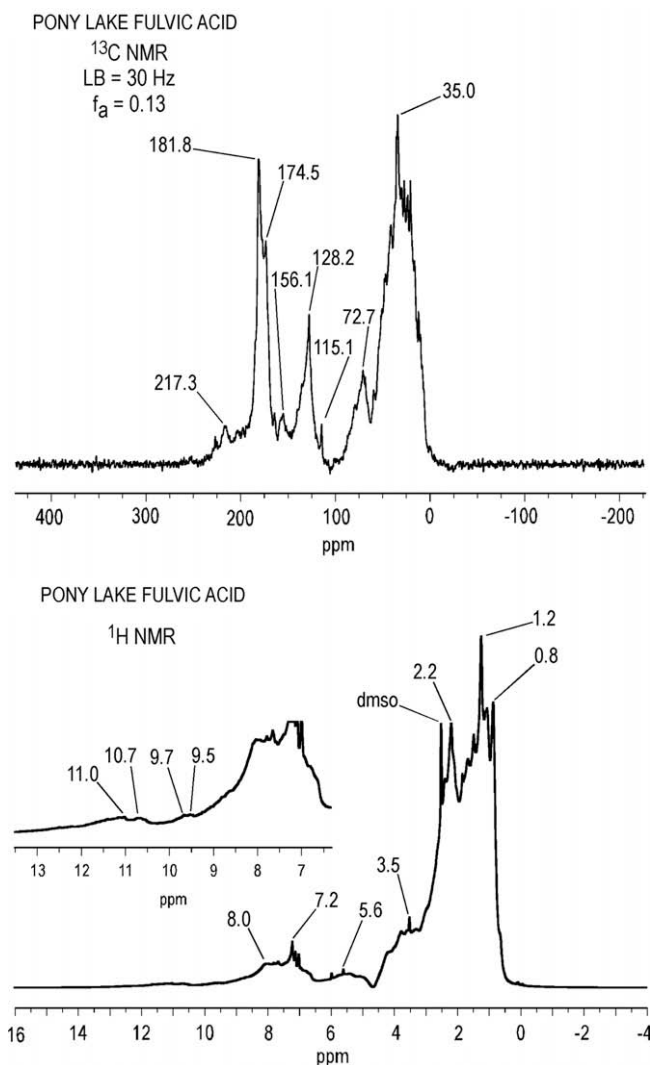 PONY LAKE FULVIC ACID
13C NMR
LB = 30 Hz
fa = 0.13
35.0
181.8
174.5
156.1
128.2
115.1
72.7
217.3
400 300 200 100 0 -100 -200
ppm
PONY LAKE FULVIC ACID
1H NMR
1.2
0.8
2.2
dmso
11.0
10.7
9.7
9.5
13 12 11 10 9 8 7
ppm
3.5
8.0
7.2
5.6
16 14 12 10 8 6 4 2 0 -2 -4
ppm